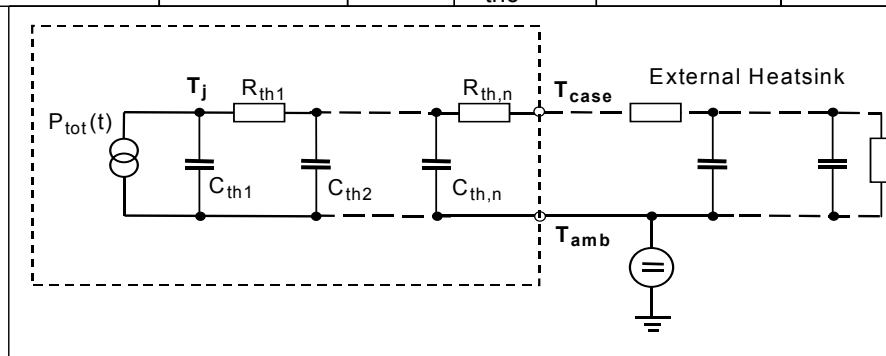 T_j
R_th1
R_th,n
T_case
External Heatsink
P_tot(t)
C_th1
C_th2
C_th,n
T_amb